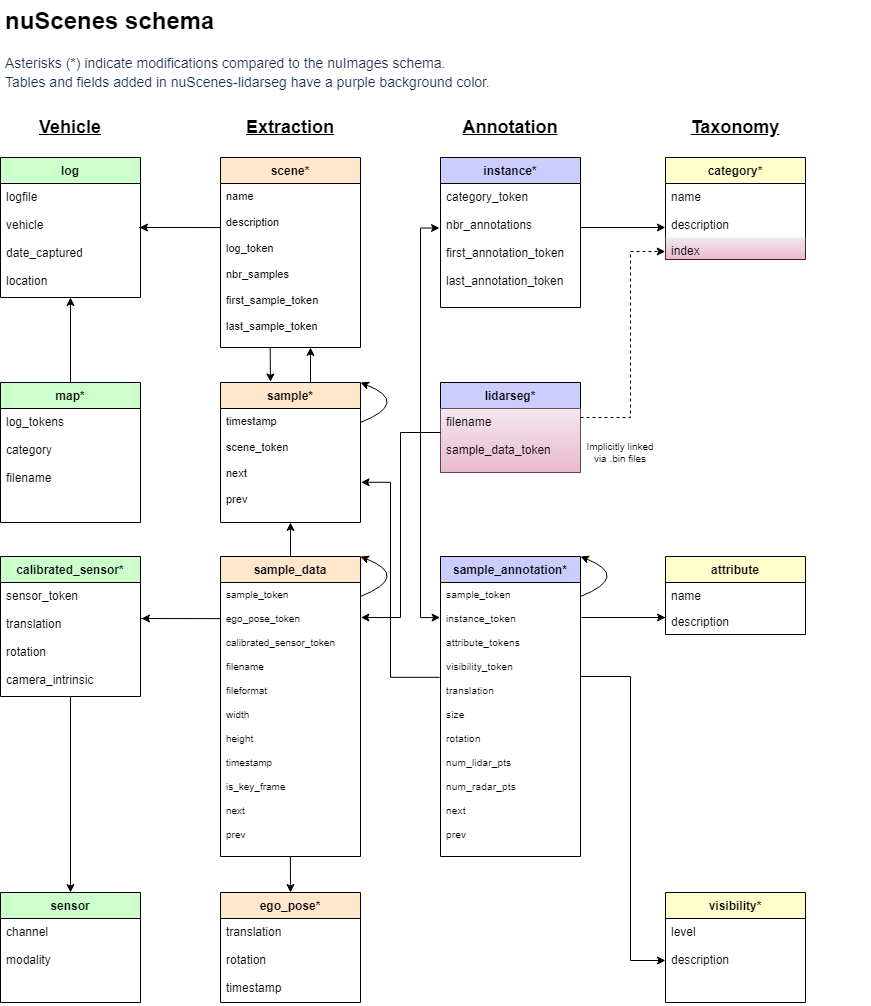 nuScenes schema
Asterisks (*) indicate modifications compared to the nuImages schema.
Tables and fields added in nuScenes-lidarseg have a purple background color.
Vehicle
Extraction
Annotation
Taxonomy
log
logfile
vehicle
date_captured
location
scene*
name
description
log_token
nbr_samples
first_sample_token
last_sample_token
instance*
category_token
nbr_annotations
first_annotation_token
last_annotation_token
category*
name
description
index
map*
log_tokens
category
filename
sample*
timestamp
scene_token
next
prev
lidarseg*
filename
sample_data_token
Implicitly linked
via .bin files
calibrated_sensor*
sensor_token
translation
rotation
camera_intrinsic
sample_data
sample_token
ego_pose_token
calibrated_sensor_token
filename
fileformat
width
height
timestamp
is_key_frame
next
prev
sample_annotation*
sample_token
instance_token
attribute_tokens
visibility_token
translation
size
rotation
num_lidar_pts
num_radar_pts
next
prev
attribute
name
description
sensor
channel
modality
ego_pose*
translation
rotation
timestamp
visibility*
level
description